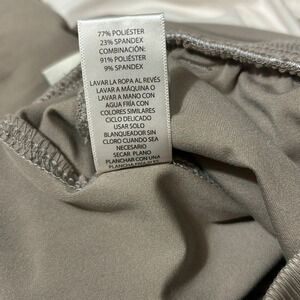 77% POLIÉSTER
23% SPANDEX
COMBINACIÓN:
91% POLIÉSTER
9% SPANDEX
LAVAR LA ROPA AL REVÉS
LAVAR A MÁQUINA O
LAVAR A MANO CON
AGUA FRÍA CON
COLORES SIMILARES
CICLO DELICADO
USAR SOLO
BLANQUEADOR SIN
CLORO CUANDO SEA
NECESARIO
SECAR. PLANO
PLANCHAR CON UNA
PLANCHA FRÍA